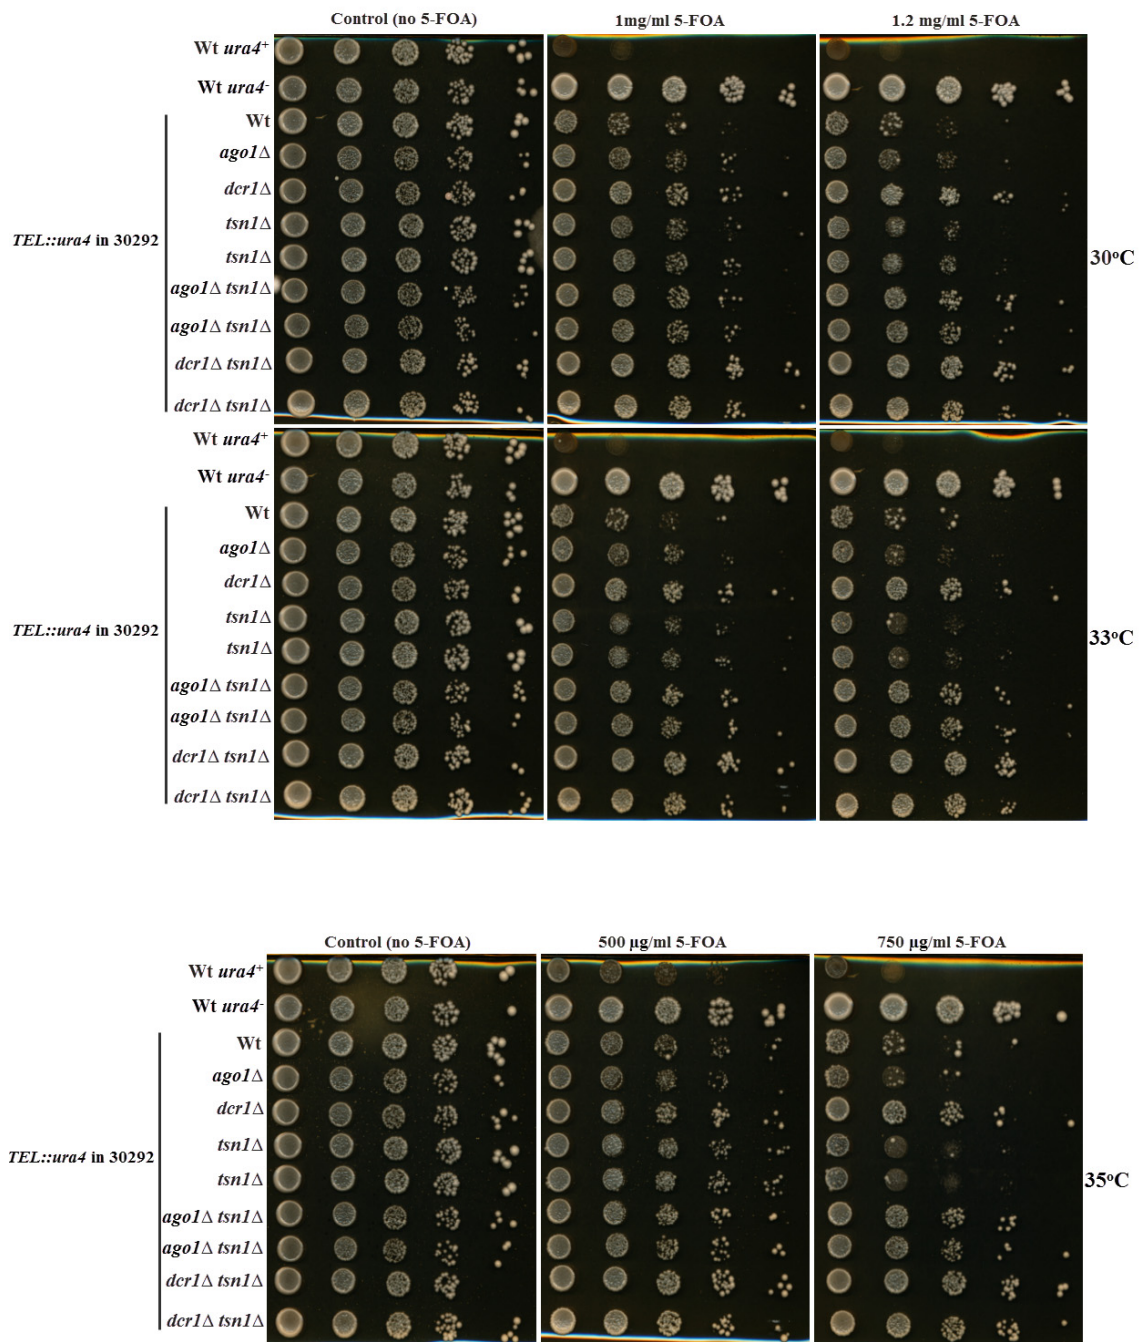 Control (no 5-FOA) 1mg/ml 5-FOA 1.2 mg/ml 5-FOA
Wt ura4⁺
Wt ura4⁻
Wt
ago1Δ
dcr1Δ
tsn1Δ
TEL::ura4 in 30292
tsn1Δ
30°C
ago1Δ tsn1Δ
ago1Δ tsn1Δ
dcr1Δ tsn1Δ
dcr1Δ tsn1Δ
Wt ura4⁺
Wt ura4⁻
Wt
ago1Δ
dcr1Δ
tsn1Δ
TEL::ura4 in 30292
33°C
tsn1Δ
ago1Δ tsn1Δ
ago1Δ tsn1Δ
dcr1Δ tsn1Δ
dcr1Δ tsn1Δ
Control (no 5-FOA) 500 µg/ml 5-FOA 750 µg/ml 5-FOA
Wt ura4⁺
Wt ura4⁻
Wt
ago1Δ
dcr1Δ
tsn1Δ
TEL::ura4 in 30292
tsn1Δ
35°C
ago1Δ tsn1Δ
ago1Δ tsn1Δ
dcr1Δ tsn1Δ
dcr1Δ tsn1Δ